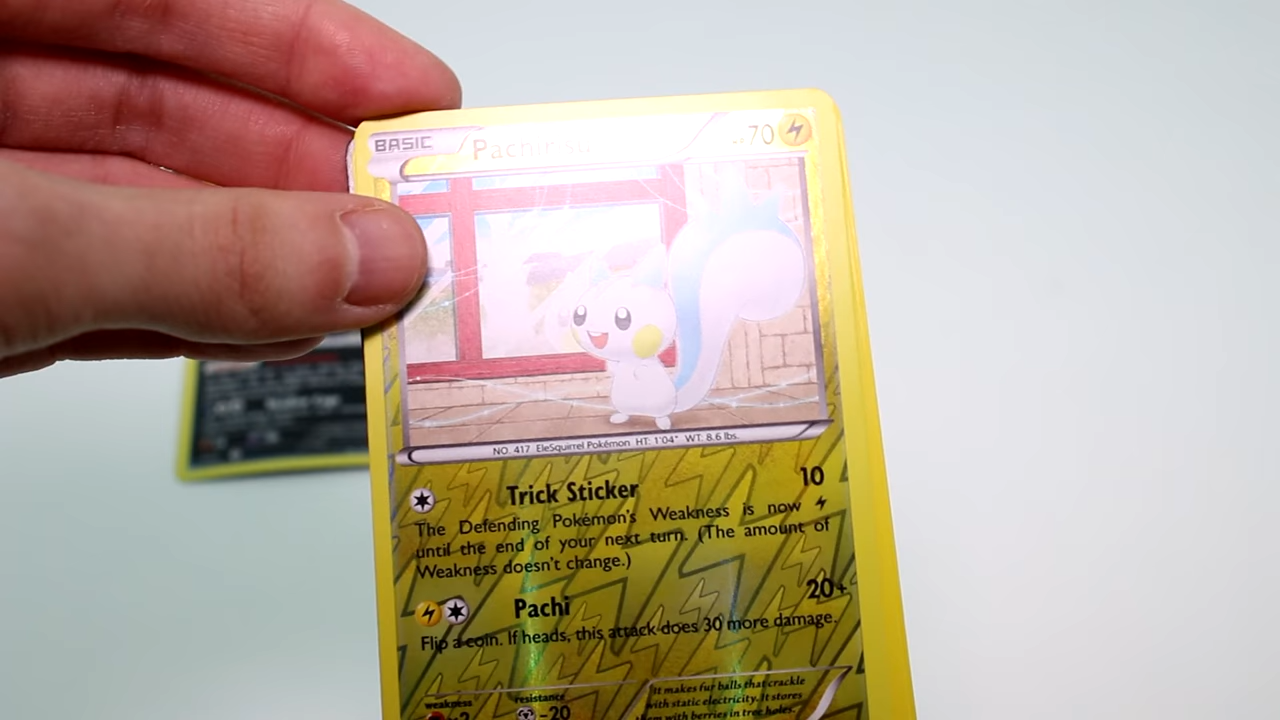 BASIC Pachirisu 70
NO. 417 EleSquirrel Pokémon HT: 1'04" WT: 8.6 lbs.
Trick Sticker 10
The Defending Pokémon's Weakness is now
until the end of your next turn. (The amount of
Weakness doesn't change.)
Pachi 20+
Flip a coin. If heads, this attack does 30 more damage.
weakness resistance
×2 -20
It makes fur balls that crackle
with static electricity. It stores
them with berries in tree holes.